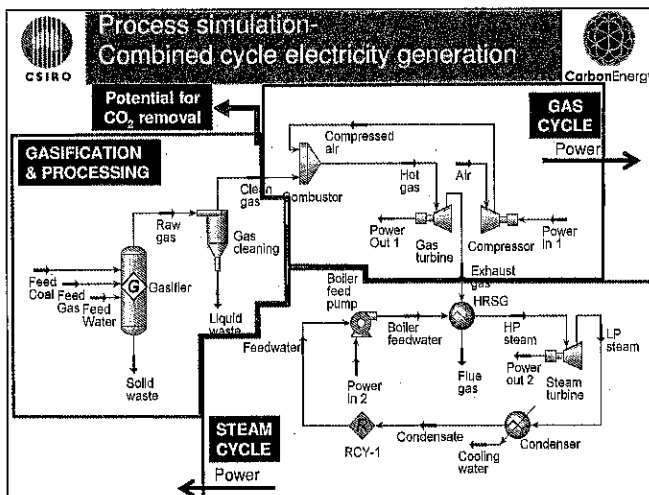 Process simulation-
Combined cycle electricity generation
CSIRO
CarbonEnergy
Potential for
CO₂ removal
GAS
CYCLE
Power
GASIFICATION
& PROCESSING
Compressed
air
Combustor
Clean
gas
Hot
gas
Air
Raw
gas
Gas
cleaning
Power
Out 1
Gas
turbine
Compressor
Power
In 1
Feed
Coal
Feed
Gas
Feed
Water
G
Gasifier
Liquid
waste
Solid
waste
Exhaust
gas
Boiler
feed
pump
HRSG
Boiler
feedwater
HP
steam
LP
steam
Feedwater
Power
In 2
Flue
gas
Power
out 2
Steam
turbine
STEAM
CYCLE
Power
R
RCY-1
Condensate
Condenser
Cooling
water